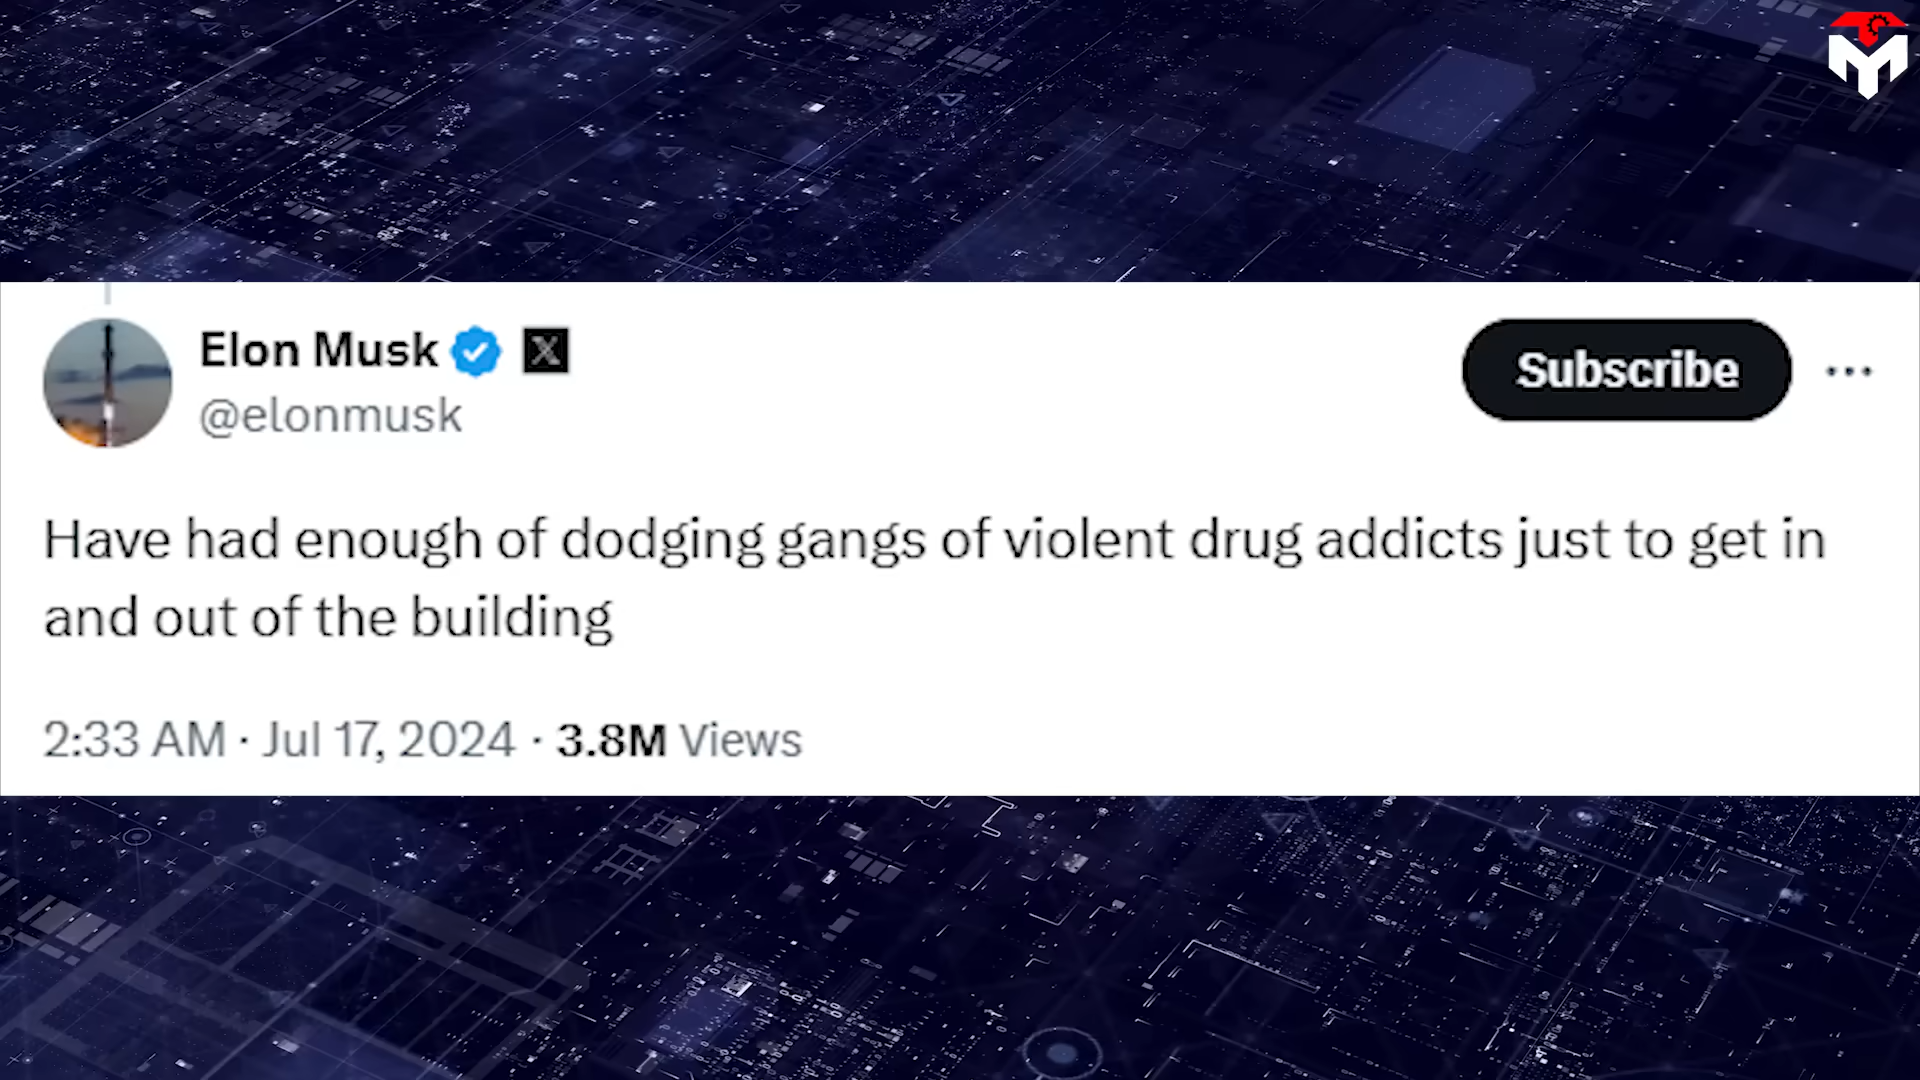 Elon Musk
@elonmusk
Subscribe
Have had enough of dodging gangs of violent drug addicts just to get in
and out of the building
2:33 AM · Jul 17, 2024 · 3.8M Views